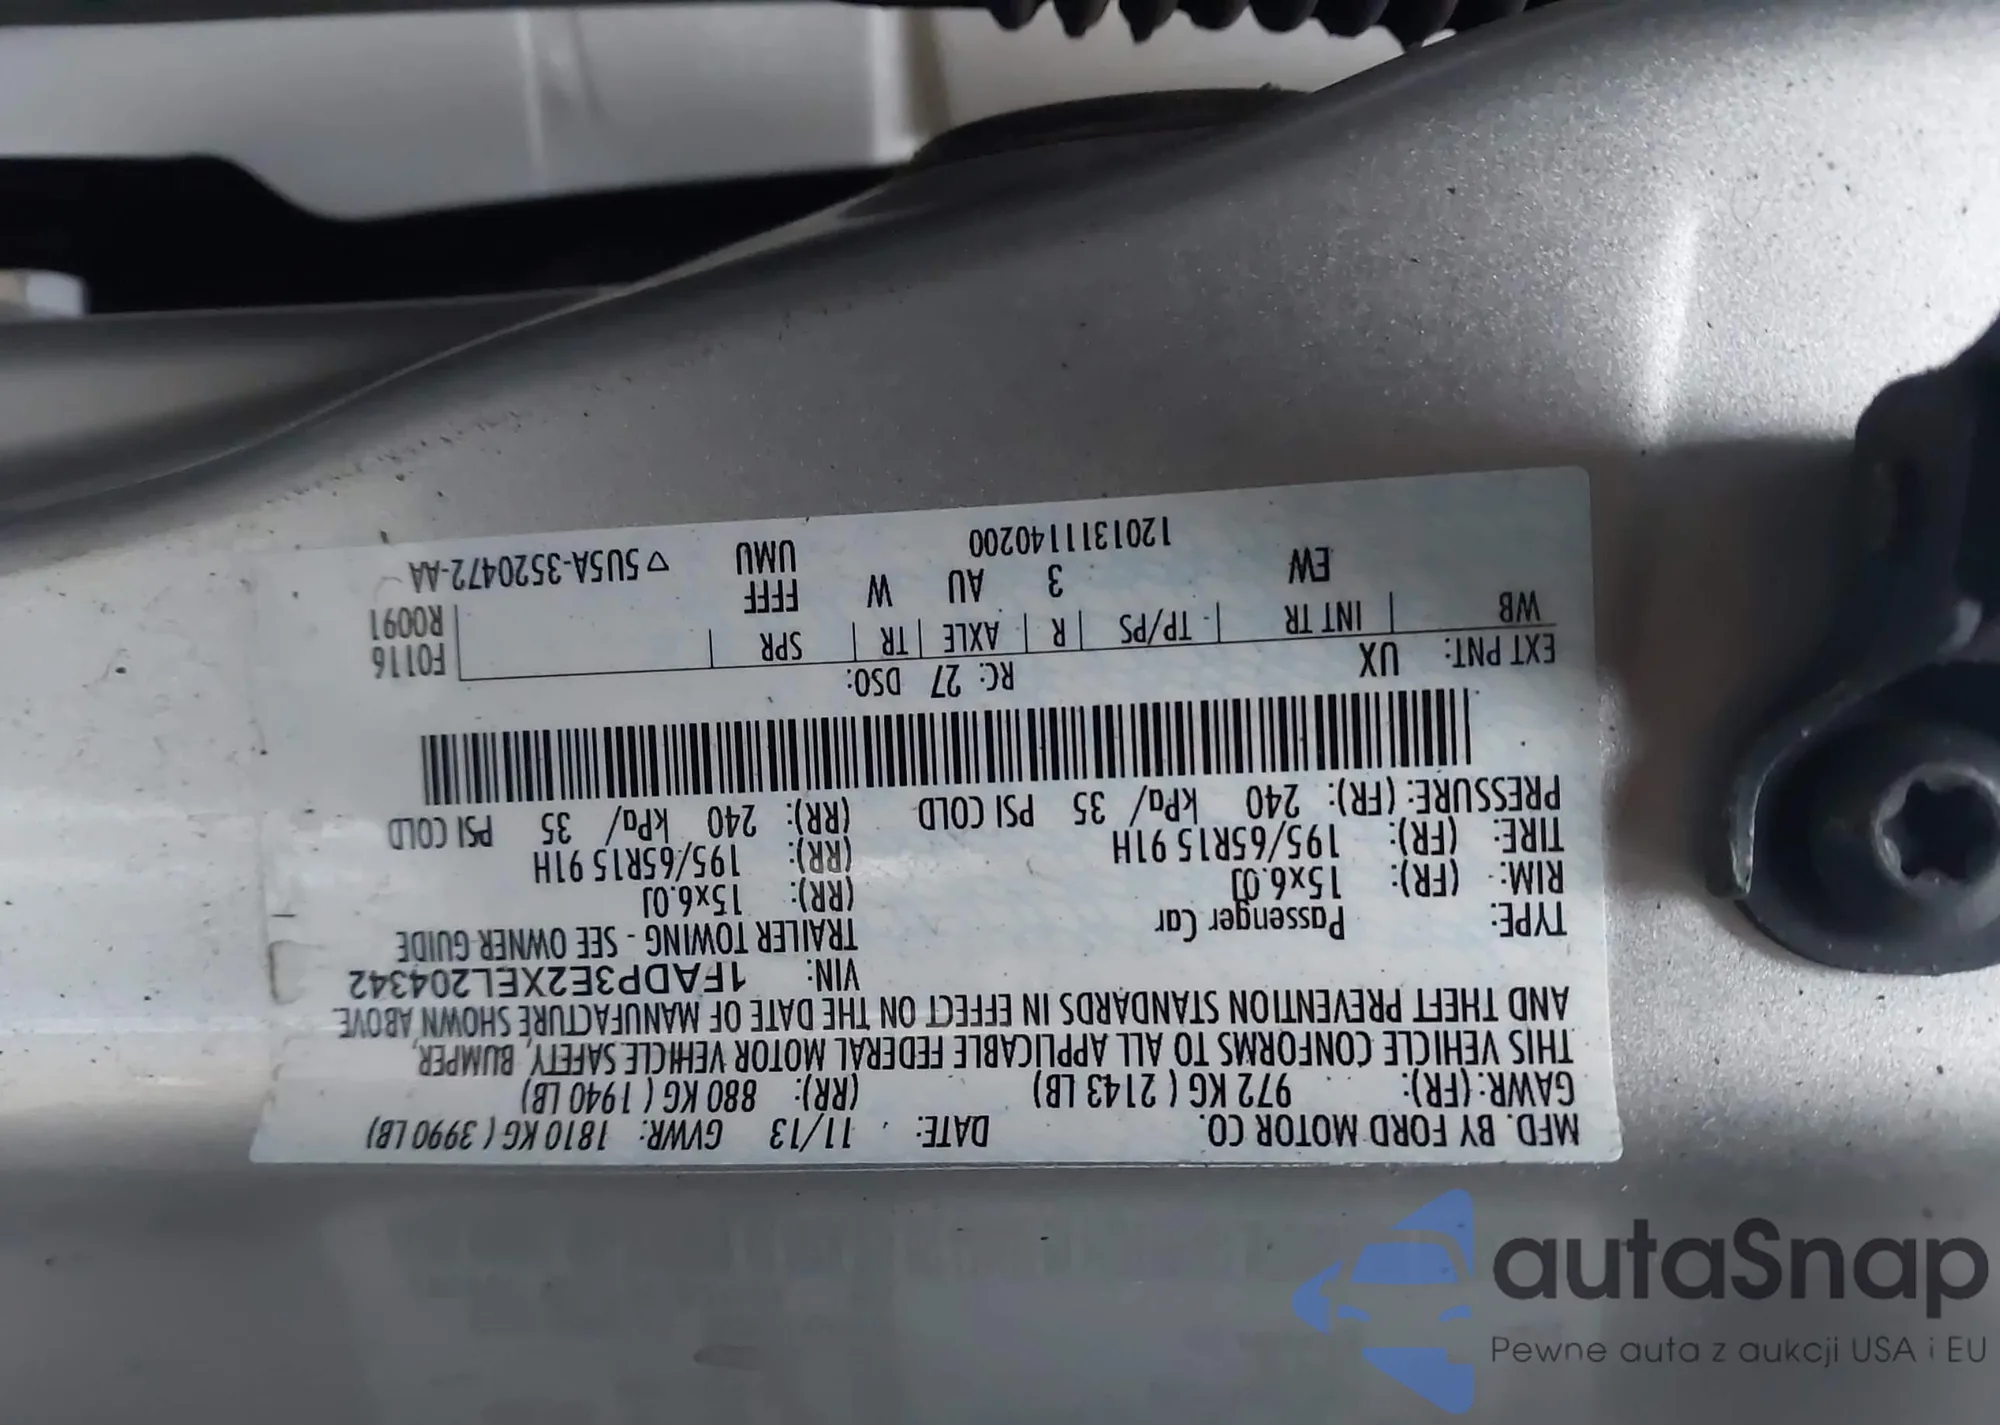 MFD. BY FORD MOTOR CO. DATE: 11/13 GVWR: 1810 KG ( 3990 LB)
GAWR: (FR): 972 KG ( 2143 LB) (RR): 880 KG ( 1940 LB)
THIS VEHICLE CONFORMS TO ALL APPLICABLE FEDERAL MOTOR VEHICLE SAFETY, BUMPER,
AND THEFT PREVENTION STANDARDS IN EFFECT ON THE DATE OF MANUFACTURE SHOWN ABOVE
VIN: 1FADP3E2XEL204342
TYPE: Passenger Car TRAILER TOWING - SEE OWNER GUIDE
RIM: (FR): 15x6.0J (RR): 15x6.0J
TIRE: (FR): 195/65R15 91H (RR): 195/65R15 91H
PRESSURE: (FR): 240 kPa/ 35 PSI COLD (RR): 240 kPa/ 35 PSI COLD
EXT PNT: UX RC: 27 DSO: F0116
WB | INT TR | TP/PS | R | AXLE | TR | SPR R0091
EW 3 AU W FFFF
UMU ▽5U5A-3520472-AA
1201311140200
autaSnap
Pewne auta z aukcji USA i EU